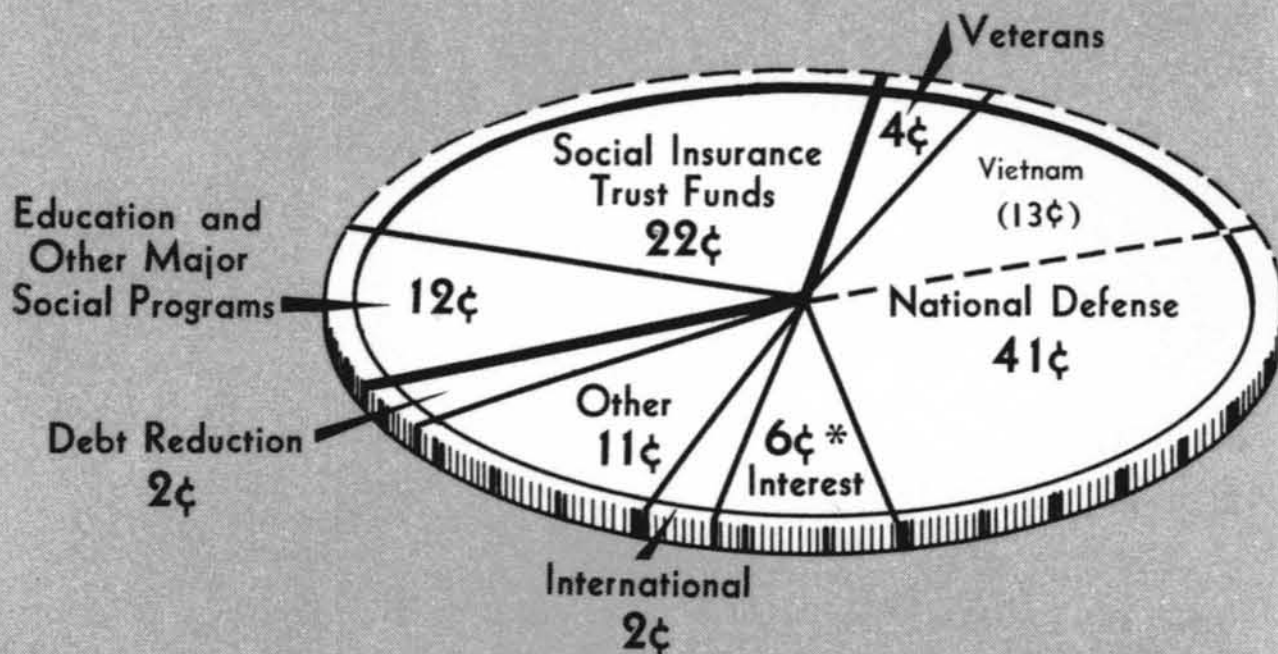 Veterans
4¢
Social Insurance
Trust Funds
22¢
Vietnam
(13¢)
Education and
Other Major
Social Programs
12¢
National Defense
41¢
Other
11¢
6¢ *
Interest
Debt Reduction
2¢
International
2¢